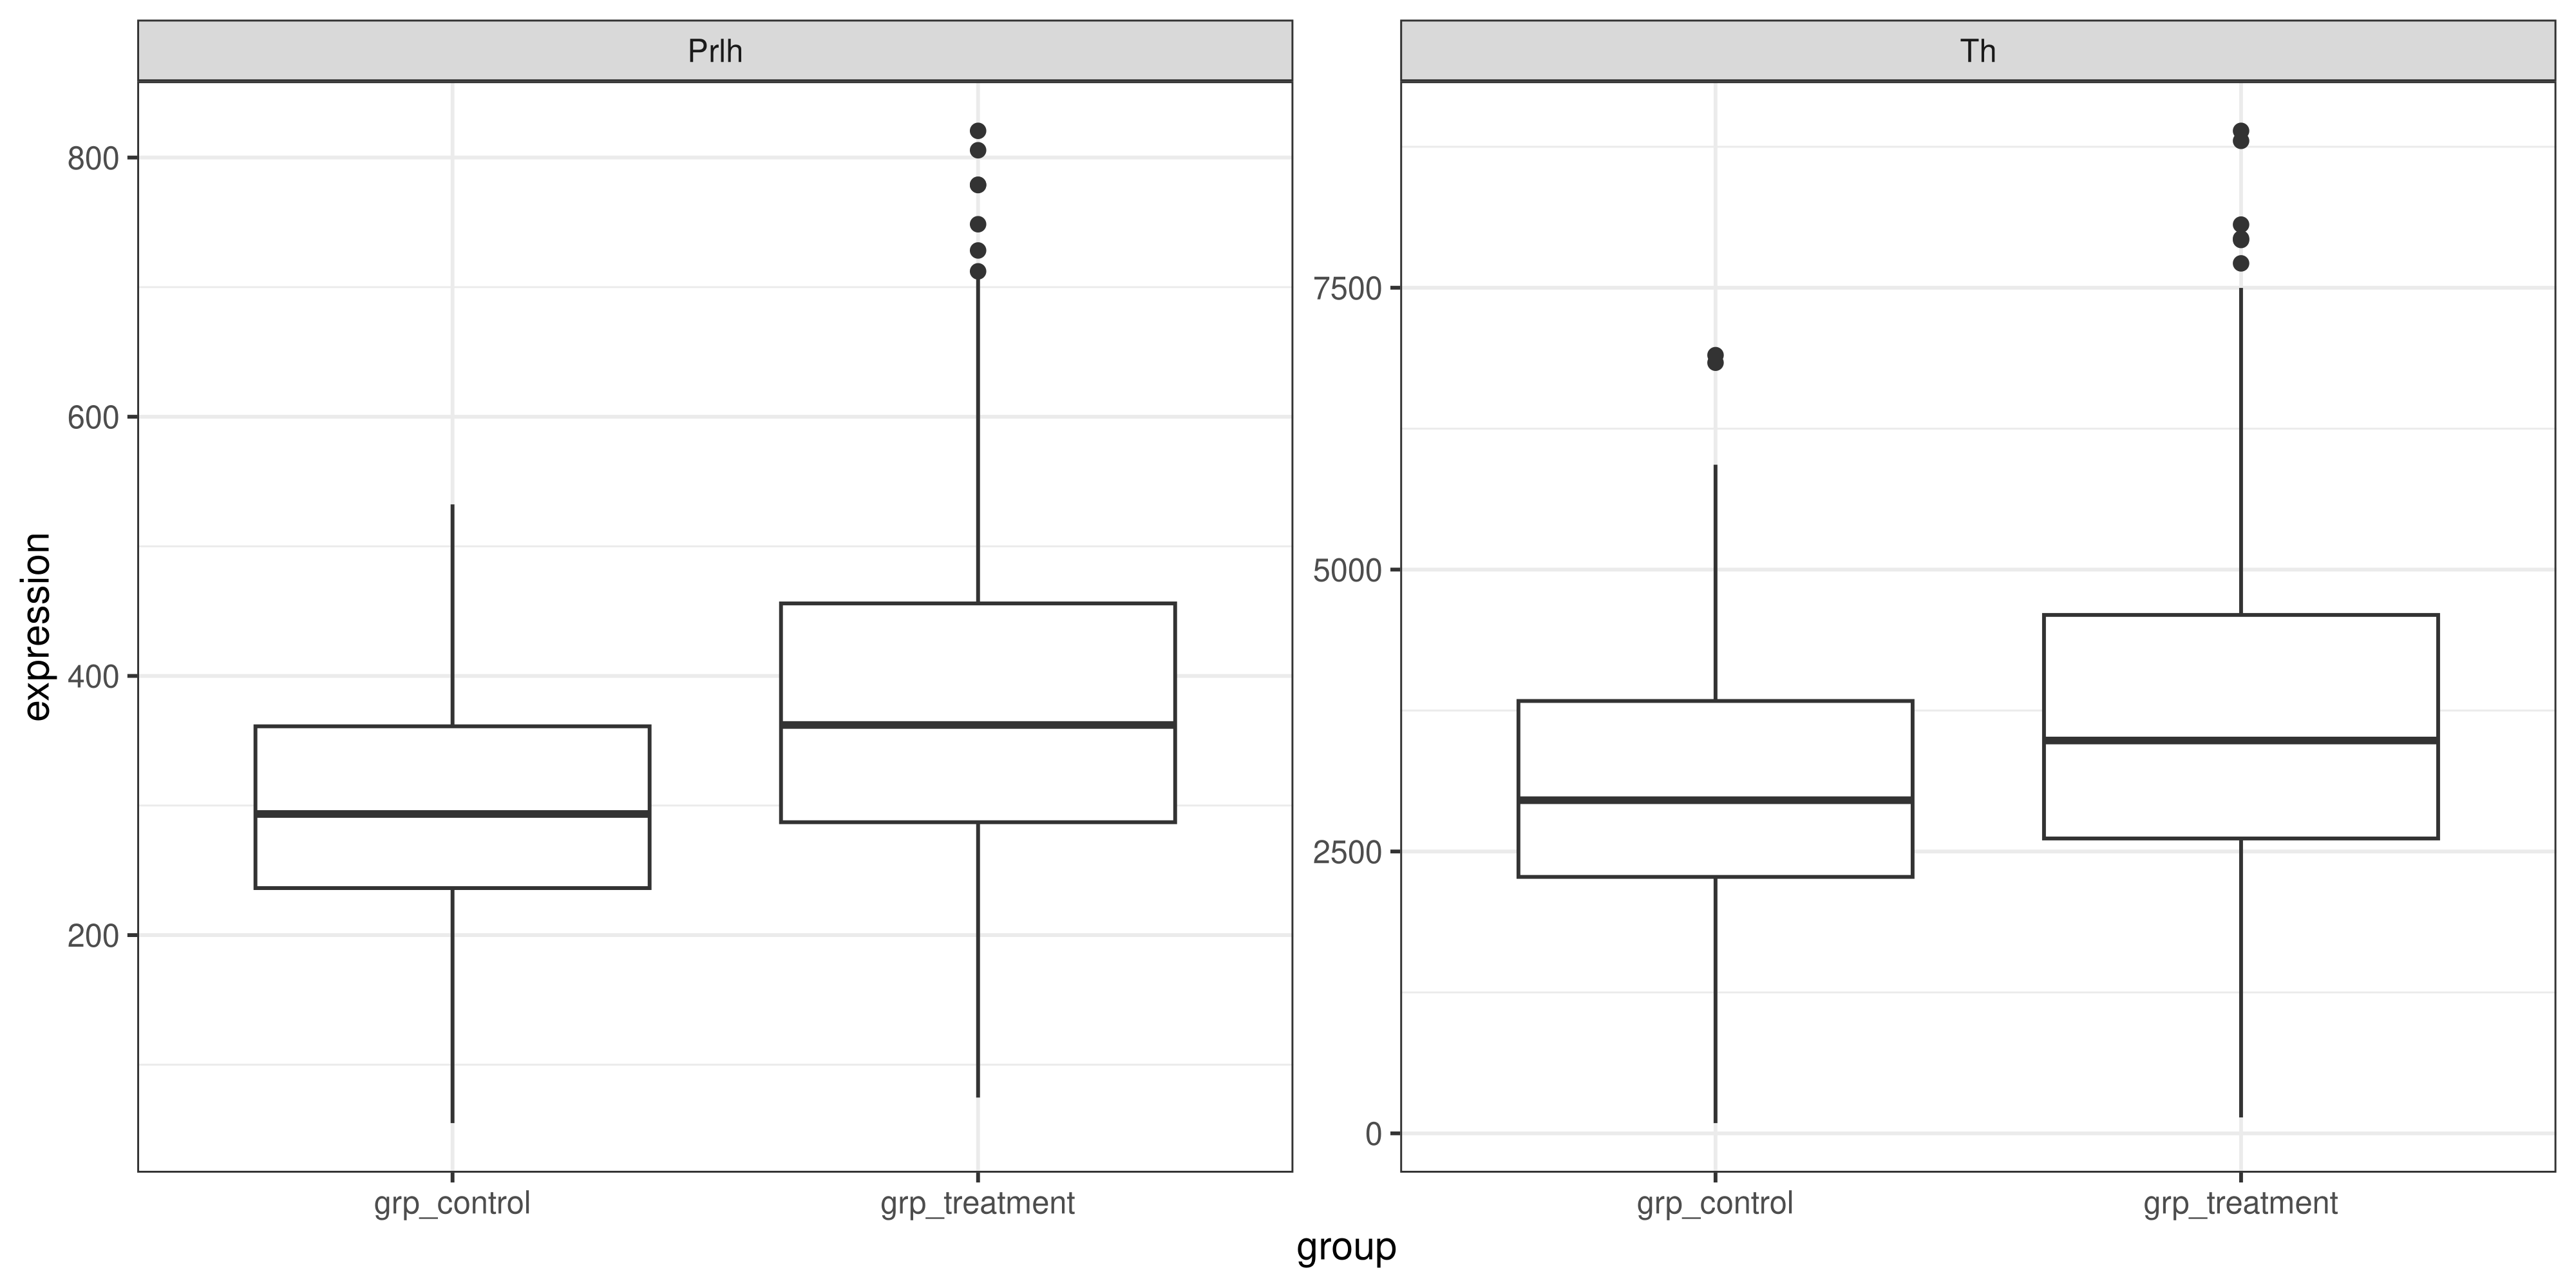 Prlh
Th
800
600
400
200
7500
5000
2500
0
expression
grp_control
grp_treatment
grp_control
grp_treatment
group